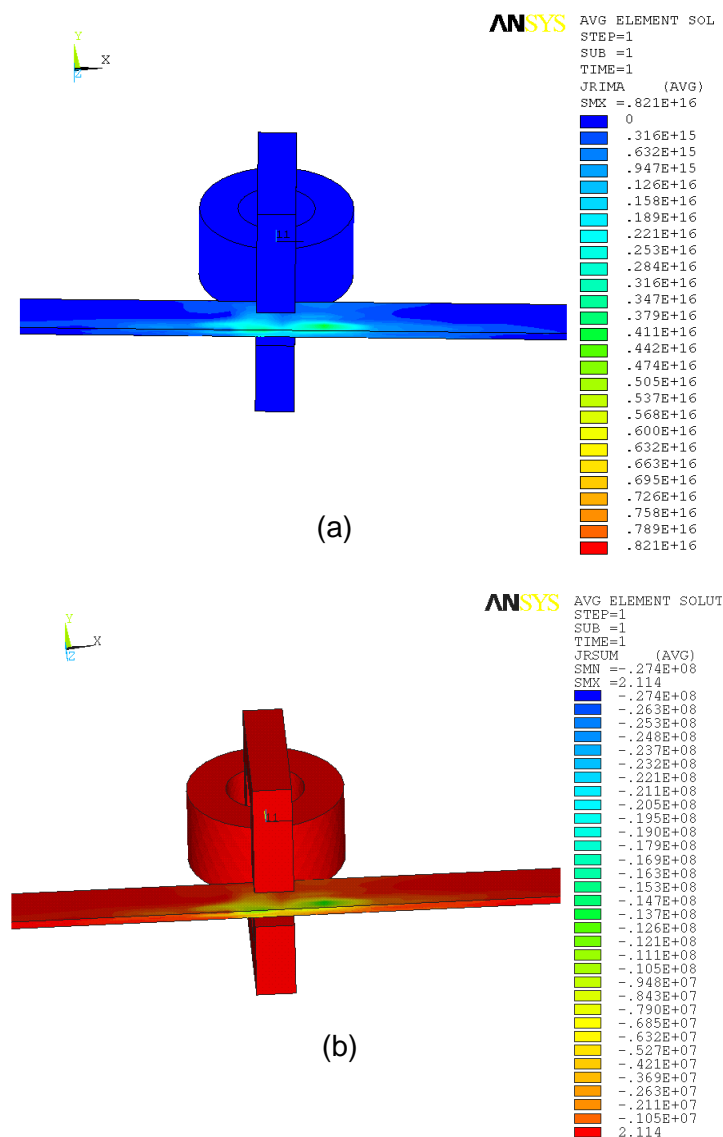 ANSYS
AVG ELEMENT SOL
STEP=1
SUB =1
TIME=1
JRIMA (AVG)
SMX =.821E+16
0
.316E+15
.632E+15
.947E+15
.126E+16
.158E+16
.189E+16
.221E+16
.253E+16
.284E+16
.316E+16
.347E+16
.379E+16
.411E+16
.442E+16
.474E+16
.505E+16
.537E+16
.568E+16
.600E+16
.632E+16
.663E+16
.695E+16
.726E+16
.758E+16
.789E+16
.821E+16
Y
X
Z
1
(a)
ANSYS
AVG ELEMENT SOLUT
STEP=1
SUB =1
TIME=1
JRSUM (AVG)
SMN =-.274E+08
SMX =2.114
-.274E+08
-.263E+08
-.253E+08
-.248E+08
-.237E+08
-.232E+08
-.221E+08
-.211E+08
-.205E+08
-.195E+08
-.190E+08
-.179E+08
-.169E+08
-.163E+08
-.153E+08
-.147E+08
-.137E+08
-.126E+08
-.121E+08
-.111E+08
-.105E+08
-.948E+07
-.843E+07
-.790E+07
-.685E+07
-.632E+07
-.527E+07
-.421E+07
-.369E+07
-.263E+07
-.211E+07
-.105E+07
2.114
Y
X
Z
(b)